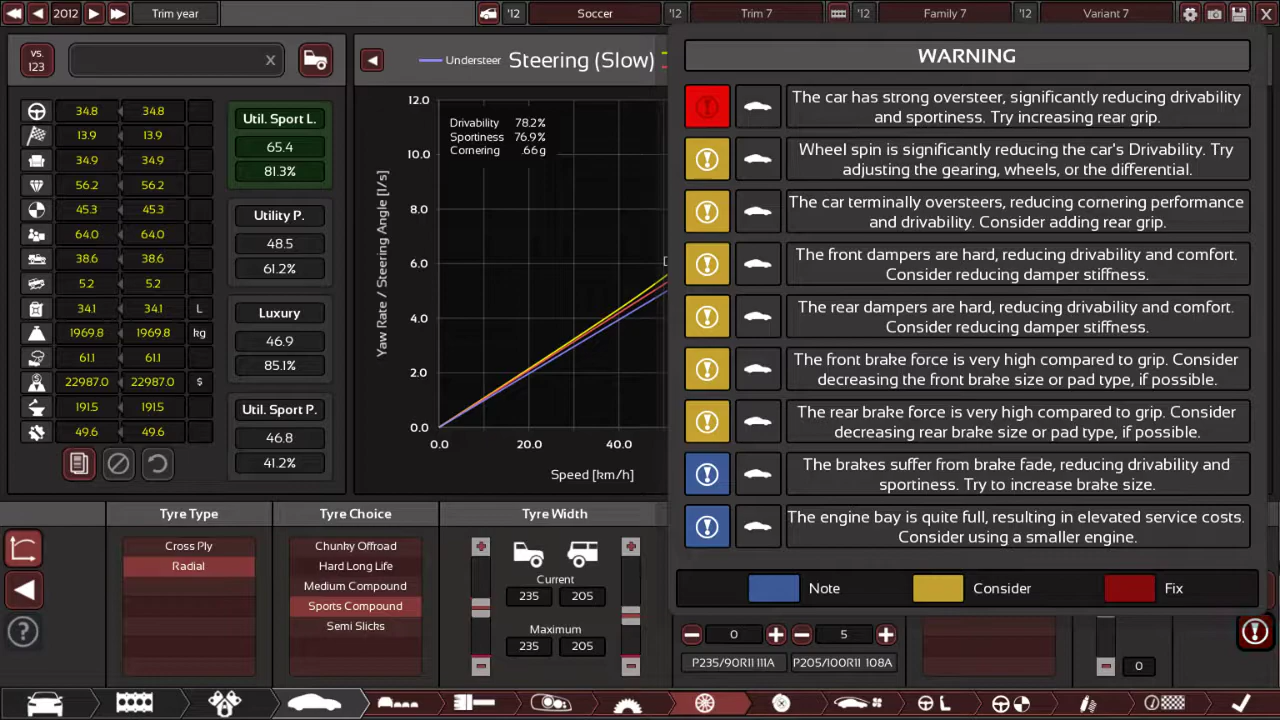 2012
Trim year
'12
Soccer
'12
Trim 7
'12
Family 7
'12
Variant 7
vs.
123
x
34.8 34.8
13.9 13.9
34.9 34.9
56.2 56.2
45.3 45.3
64.0 64.0
38.6 38.6
5.2 5.2
34.1 34.1 L
1969.8 1969.8 kg
61.1 61.1
22987.0 22987.0 $
191.5 191.5
49.6 49.6
Util. Sport L.
65.4
81.3%
Utility P.
48.5
61.2%
Luxury
46.9
85.1%
Util. Sport P.
46.8
41.2%
Understeer
Steering (Slow)
Drivability 78.2%
Sportiness 76.9%
Cornering .66 g
12.0
10.0
8.0
6.0
4.0
2.0
0.0
Yaw Rate / Steering Angle [1/s]
0.0 20.0 40.0
Speed [km/h]
WARNING
The car has strong oversteer, significantly reducing drivability
and sportiness. Try increasing rear grip.
Wheel spin is significantly reducing the car's Drivability. Try
adjusting the gearing, wheels, or the differential.
The car terminally oversteers, reducing cornering performance
and drivability. Consider adding rear grip.
The front dampers are hard, reducing drivability and comfort.
Consider reducing damper stiffness.
The rear dampers are hard, reducing drivability and comfort.
Consider reducing damper stiffness.
The front brake force is very high compared to grip. Consider
decreasing the front brake size or pad type, if possible.
The rear brake force is very high compared to grip. Consider
decreasing rear brake size or pad type, if possible.
The brakes suffer from brake fade, reducing drivability and
sportiness. Try to increase brake size.
The engine bay is quite full, resulting in elevated service costs.
Consider using a smaller engine.
Note
Consider
Fix
Tyre Type
Cross Ply
Radial
Tyre Choice
Chunky Offroad
Hard Long Life
Medium Compound
Sports Compound
Semi Slicks
Tyre Width
Current
235 205
Maximum
235 205
0
5
P235/90R11 111A
P205/100R11 108A
0